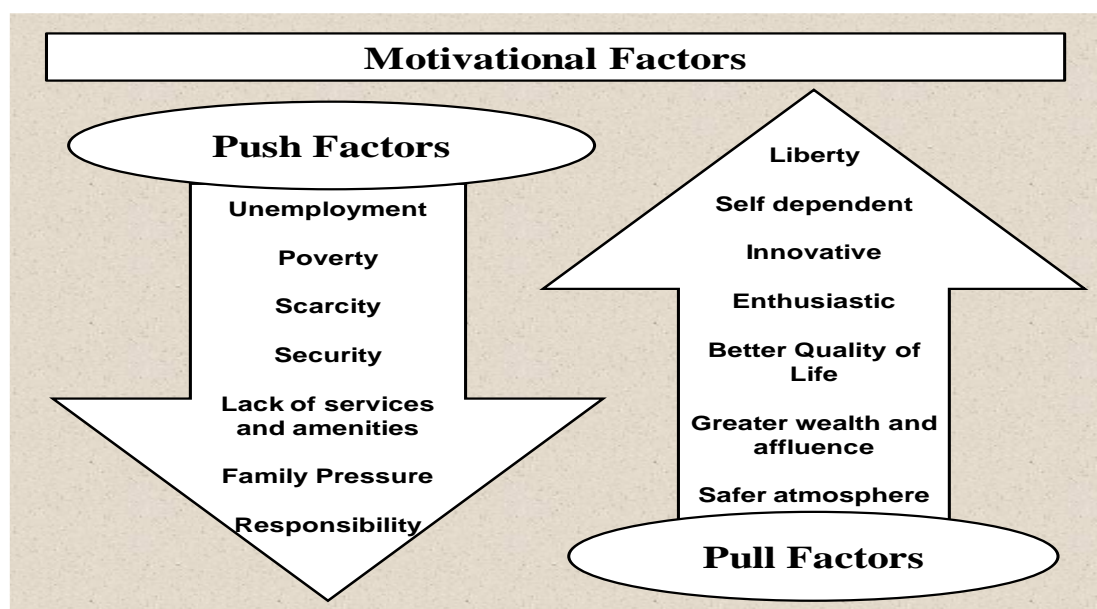 Motivational Factors
Push Factors
Unemployment
Poverty
Scarcity
Security
Lack of services
and amenities
Family Pressure
Responsibility
Liberty
Self dependent
Innovative
Enthusiastic
Better Quality of
Life
Greater wealth and
affluence
Safer atmosphere
Pull Factors